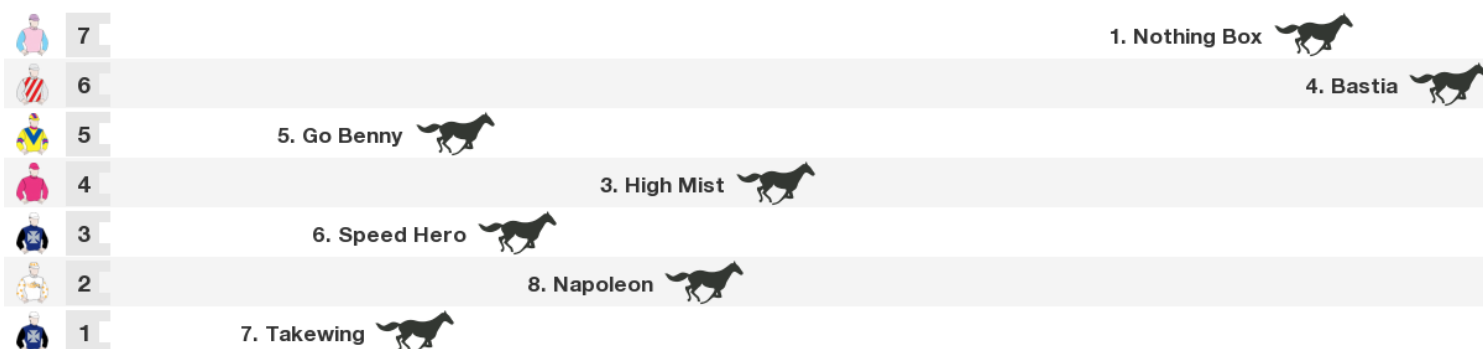 7 1. Nothing Box
6 4. Bastia
5 5. Go Benny
4 3. High Mist
3 6. Speed Hero
2 8. Napoleon
1 7. Takewing